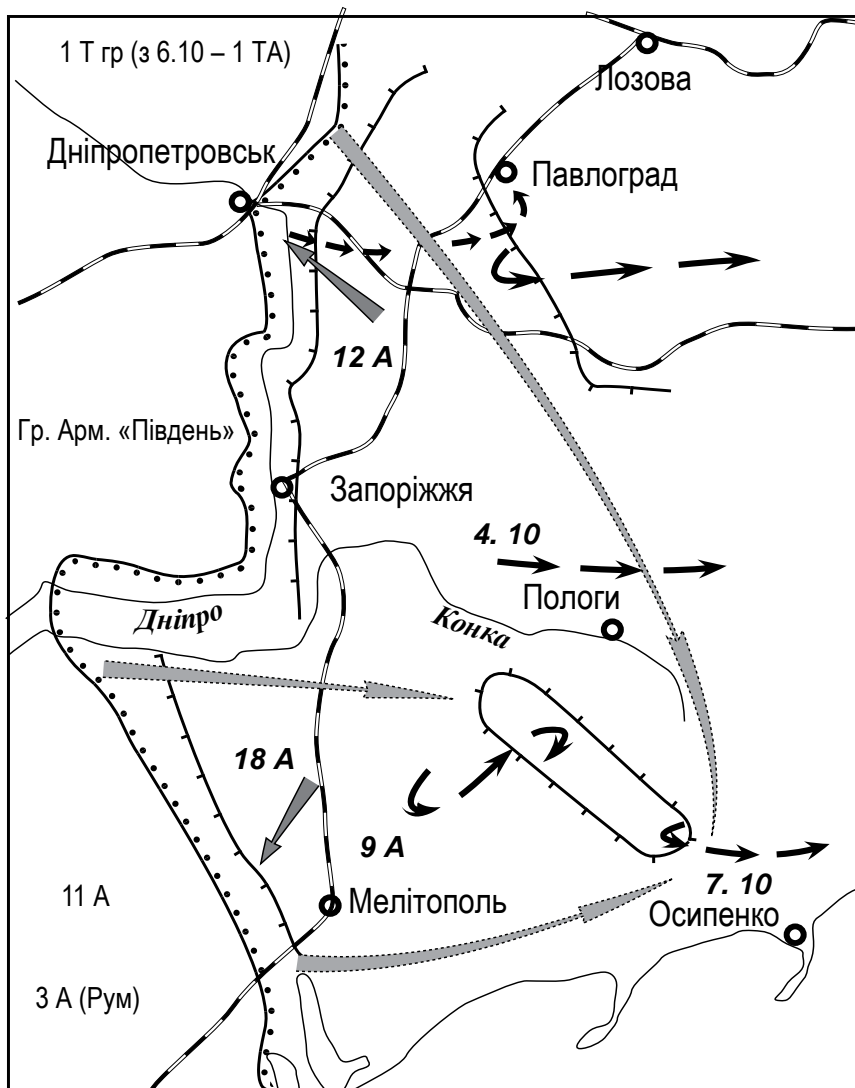 1 Т гр (з 6.10 – 1 ТА)
Лозова
Дніпропетровськ
Павлоград
12 А
Гр. Арм. «Південь»
Запоріжжя
4. 10
Пологи
Дніпро
Конка
18 А
9 А
7. 10
11 А
Мелітополь
Осипенко
3 А (Рум)